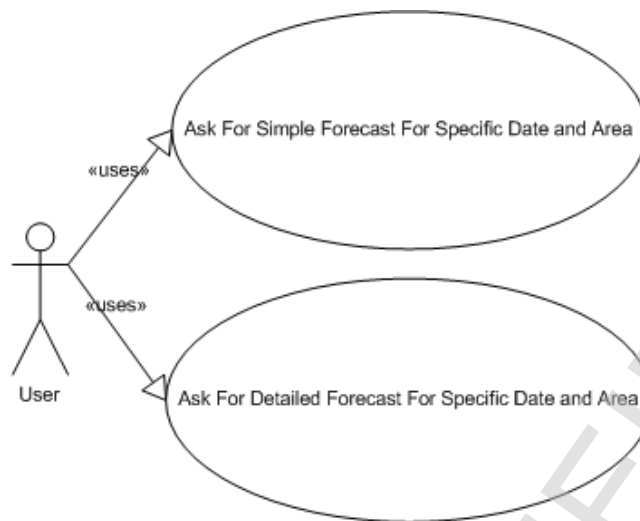 Ask For Simple Forecast For Specific Date and Area
«uses»
«uses»
User
Ask For Detailed Forecast For Specific Date and Area